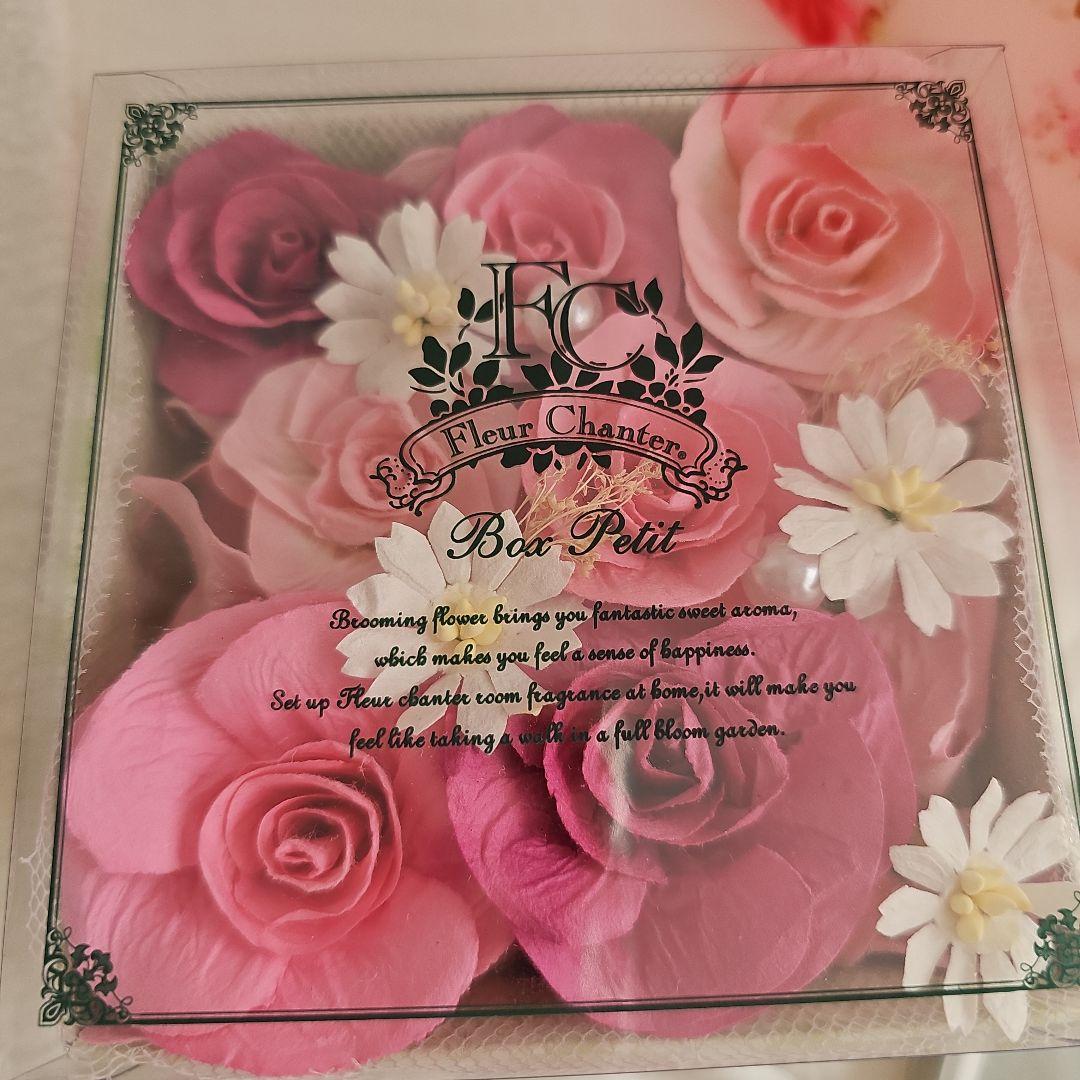 FC
Fleur Chanter®
Box Petit
Brooming flower brings you fantastic sweet aroma,
which makes you feel a sense of happiness.
Set up Fleur chanter room fragrance at home,it will make you
feel like taking a walk in a full bloom garden.